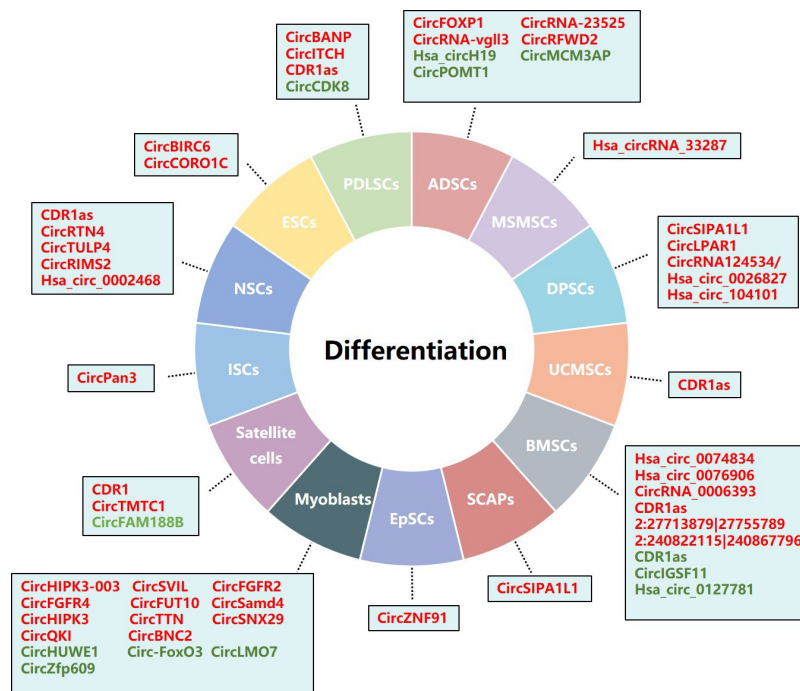 CircBANP
CircITCH
CDR1as
CircCDK8
CircFOXP1 CircRNA-23525
CircRNA-vgll3 CircRFWD2
Hsa_circH19 CircMCM3AP
CircPOMT1
CircBIRC6
CircCORO1C
Hsa_circRNA_33287
CDR1as
CircRTN4
CircTULP4
CircRIMS2
Hsa_circ_0002468
CircSIPA1L1
CircLPAR1
CircRNA124534/
Hsa_circ_0026827
Hsa_circ_104101
PDLSCs
ADSCs
ESCs
MSMSCs
NSCs
DPSCs
Differentiation
ISCs
UCMSCs
Satellite
cells
BMSCs
Myoblasts
EpSCs
SCAPs
CircPan3
CDR1as
CDR1
CircTMTC1
CircFAM188B
Hsa_circ_0074834
Hsa_circ_0076906
CircRNA_0006393
CDR1as
2:27713879|27755789
2:240822115|240867796
CDR1as
CircIGSF11
Hsa_circ_0127781
CircHIPK3-003 CircSVIL CircFGFR2
CircFGFR4 CircFUT10 CircSamd4
CircHIPK3 CircTTN CircSNX29
CircQKI CircBNC2
CircHUWE1 Circ-FoxO3 CircLMO7
CircZfp609
CircZNF91
CircSIPA1L1